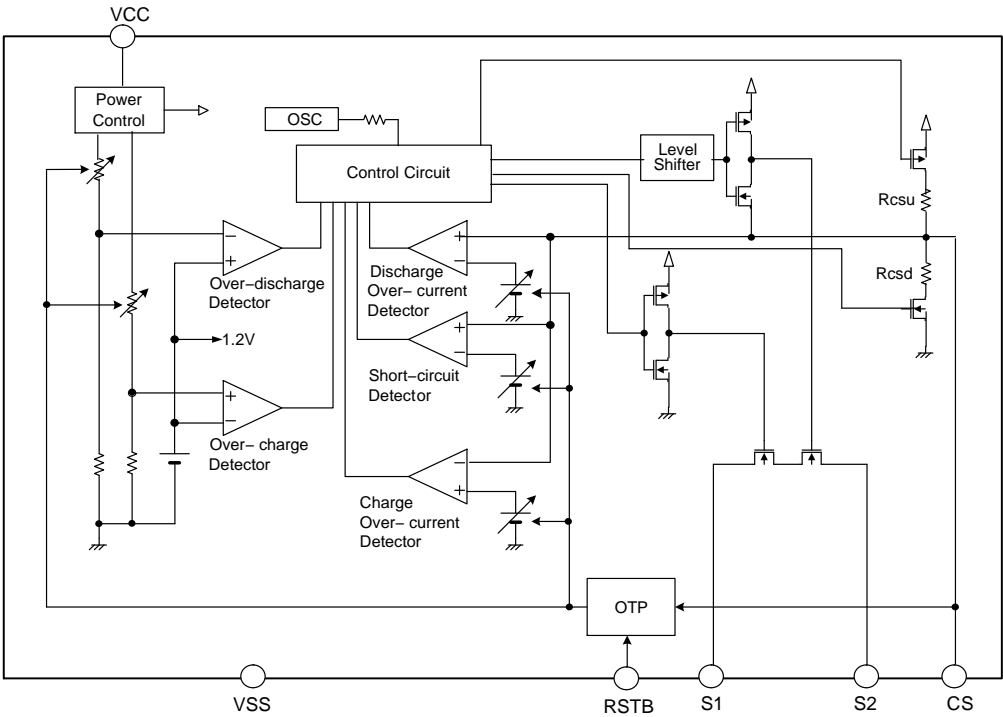 VCC
Power
Control
OSC
Control Circuit
Level
Shifter
Rcsu
Rcsd
−
+
Over−discharge
Detector
+
−
Discharge
Over− current
Detector
1.2V
+
−
Short−circuit
Detector
+
−
Over− charge
Detector
−
+
Charge
Over− current
Detector
OTP
VSS
RSTB
S1
S2
CS